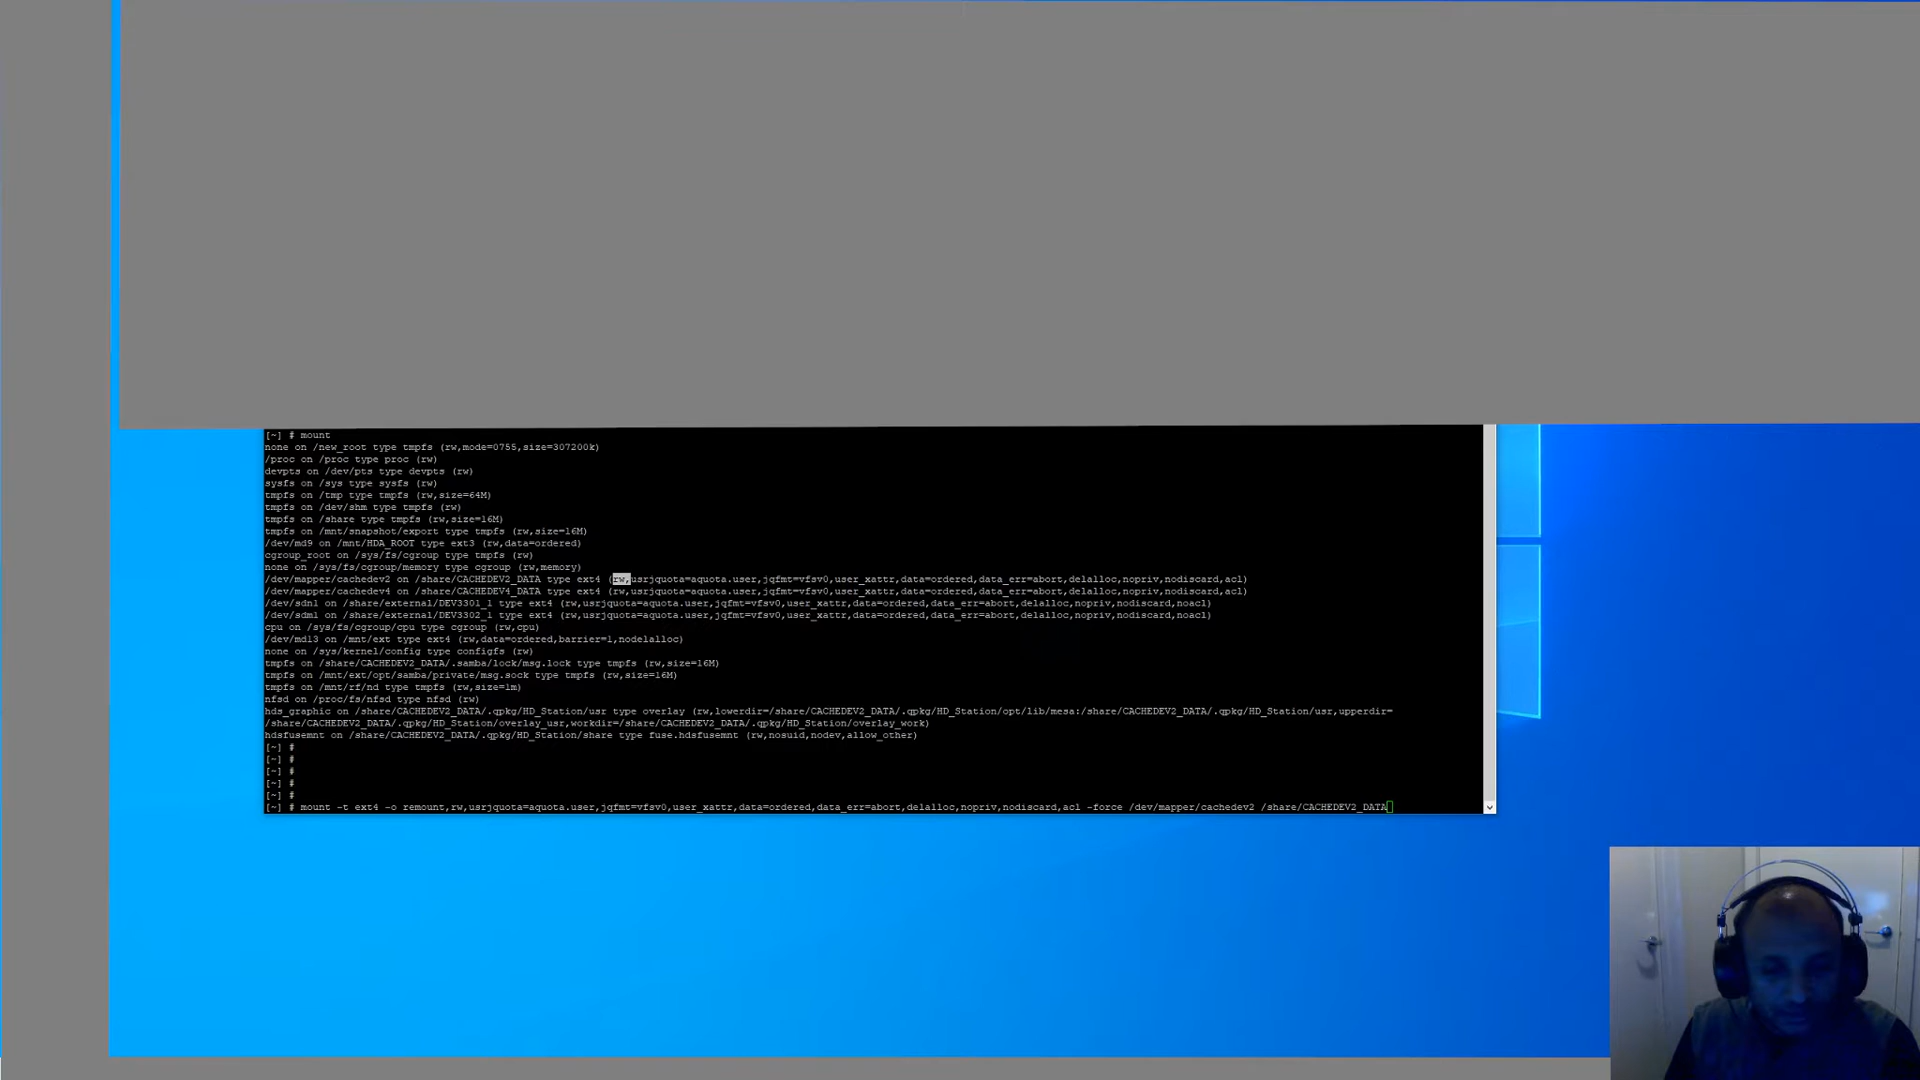 [~] # mount
none on /new_root type tmpfs (rw,mode=0755,size=307200k)
/proc on /proc type proc (rw)
devpts on /dev/pts type devpts (rw)
sysfs on /sys type sysfs (rw)
tmpfs on /tmp type tmpfs (rw,size=64M)
tmpfs on /dev/shm type tmpfs (rw)
tmpfs on /share type tmpfs (rw,size=16M)
tmpfs on /mnt/snapshot/export type tmpfs (rw,size=16M)
/dev/md9 on /mnt/HDA_ROOT type ext3 (rw,data=ordered)
cgroup_root on /sys/fs/cgroup type tmpfs (rw)
none on /sys/fs/cgroup/memory type cgroup (rw,memory)
/dev/mapper/cachedev2 on /share/CACHEDEV2_DATA type ext4 (rw,usrjquota=aquota.user,jqfmt=vfsv0,user_xattr,data=ordered,data_err=abort,delalloc,nopriv,nodiscard,acl)
/dev/mapper/cachedev4 on /share/CACHEDEV4_DATA type ext4 (rw,usrjquota=aquota.user,jqfmt=vfsv0,user_xattr,data=ordered,data_err=abort,delalloc,nopriv,nodiscard,acl)
/dev/sdn1 on /share/external/DEV3301_1 type ext4 (rw,usrjquota=aquota.user,jqfmt=vfsv0,user_xattr,data=ordered,data_err=abort,delalloc,nopriv,nodiscard,noacl)
/dev/sdm1 on /share/external/DEV3302_1 type ext4 (rw,usrjquota=aquota.user,jqfmt=vfsv0,user_xattr,data=ordered,data_err=abort,delalloc,nopriv,nodiscard,noacl)
cpu on /sys/fs/cgroup/cpu type cgroup (rw,cpu)
/dev/md13 on /mnt/ext type ext4 (rw,data=ordered,barrier=1,nodelalloc)
none on /sys/kernel/config type configfs (rw)
tmpfs on /share/CACHEDEV2_DATA/.samba/lock/msg.lock type tmpfs (rw,size=16M)
tmpfs on /mnt/ext/opt/samba/private/msg.sock type tmpfs (rw,size=16M)
tmpfs on /mnt/rf/nd type tmpfs (rw,size=1m)
nfsd on /proc/fs/nfsd type nfsd (rw)
hds_graphic on /share/CACHEDEV2_DATA/.qpkg/HD_Station/usr type overlay (rw,lowerdir=/share/CACHEDEV2_DATA/.qpkg/HD_Station/opt/lib/mesa:/share/CACHEDEV2_DATA/.qpkg/HD_Station/usr,upperdir=
/share/CACHEDEV2_DATA/.qpkg/HD_Station/overlay_usr,workdir=/share/CACHEDEV2_DATA/.qpkg/HD_Station/overlay_work)
hdsfusemnt on /share/CACHEDEV2_DATA/.qpkg/HD_Station/share type fuse.hdsfusemnt (rw,nosuid,nodev,allow_other)
[~] #
[~] #
[~] #
[~] #
[~] #
[~] # mount -t ext4 -o remount,rw,usrjquota=aquota.user,jqfmt=vfsv0,user_xattr,data=ordered,data_err=abort,delalloc,nopriv,nodiscard,acl -force /dev/mapper/cachedev2 /share/CACHEDEV2_DATA